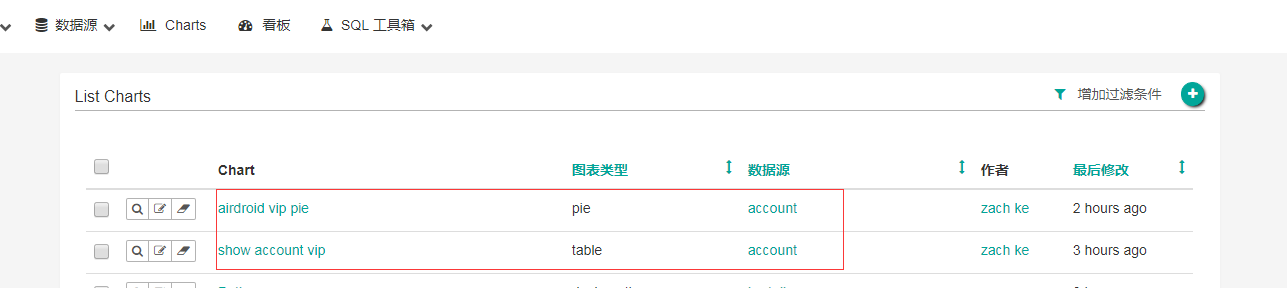 数据源 Charts 看板 SQL 工具箱
List Charts 增加过滤条件
Chart 图表类型 数据源 作者 最后修改
airdroid vip pie pie account zach ke 2 hours ago
show account vip table account zach ke 3 hours ago